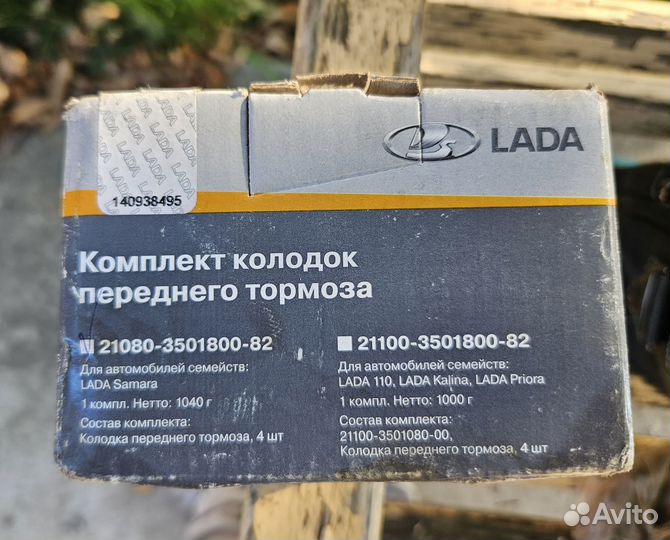 LADA
140938495
Комплект колодок
переднего тормоза
21080-3501800-82
Для автомобилей семейств:
LADA Samara
1 компл. Нетто: 1040 г
Состав комплекта:
Колодка переднего тормоза, 4 шт
21100-3501800-82
Для автомобилей семейств:
LADA 110, LADA Kalina, LADA Priora
1 компл. Нетто: 1000 г
Состав комплекта:
21100-3501080-00,
Колодка переднего тормоза, 4 шт
Avito